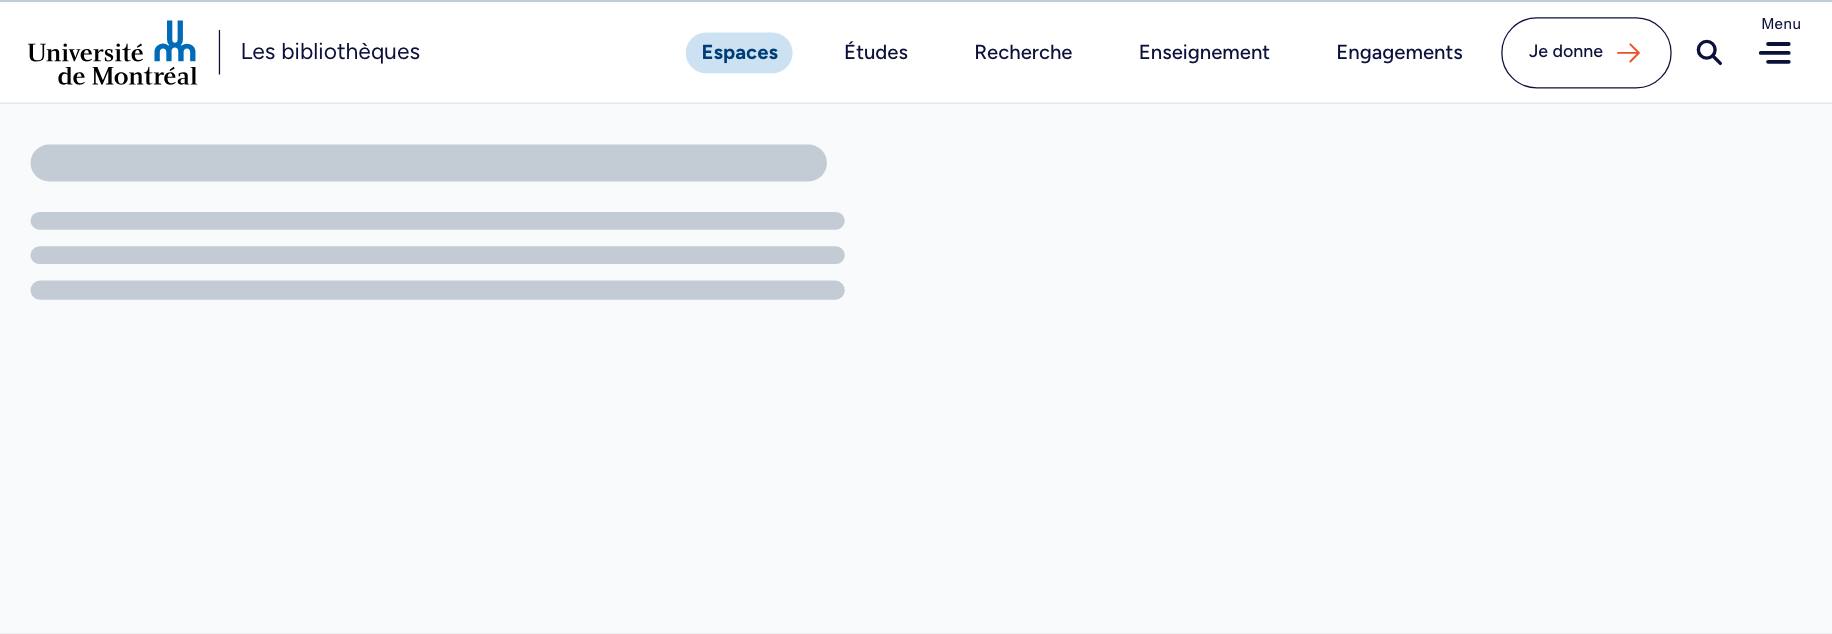 Université
de Montréal
Les bibliothèques
Espaces
Études
Recherche
Enseignement
Engagements
Je donne
Menu